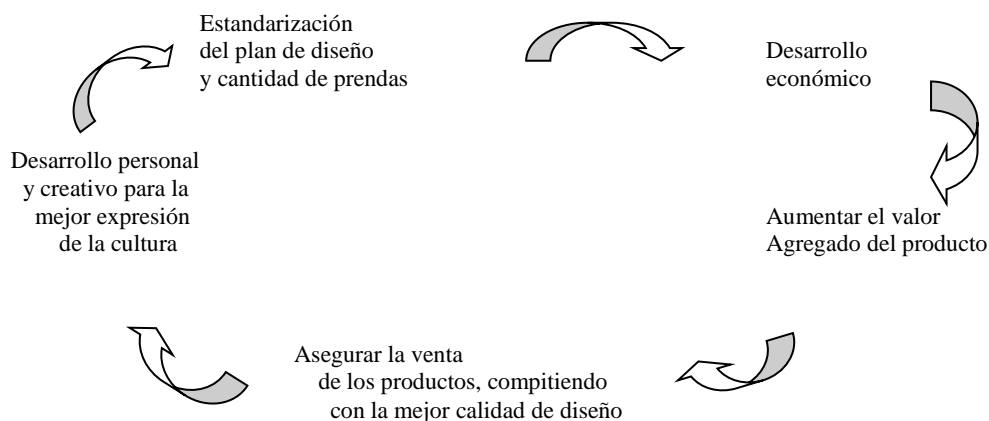 Estandarización
del plan de diseño
y cantidad de prendas
Desarrollo
económico
Aumentar el valor
Agregado del producto
Asegurar la venta
de los productos, compitiendo
con la mejor calidad de diseño
Desarrollo personal
y creativo para la
mejor expresión
de la cultura